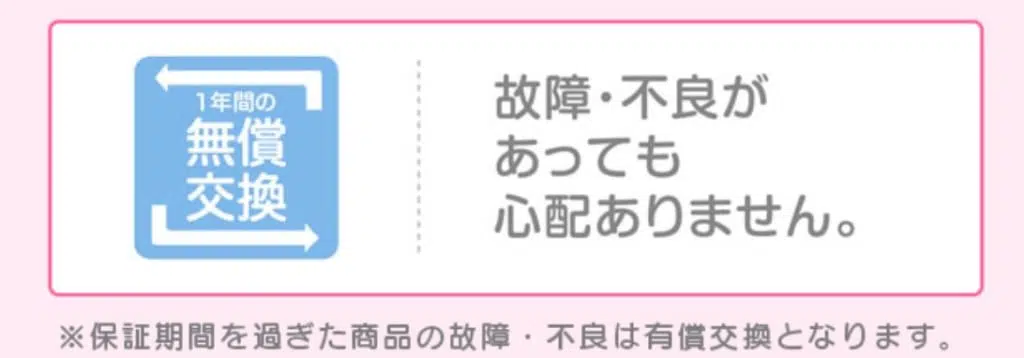 1年間の
無償
交換
故障・不良が
あっても
心配ありません。
※保証期間を過ぎた商品の故障・不良は有償交換となります。